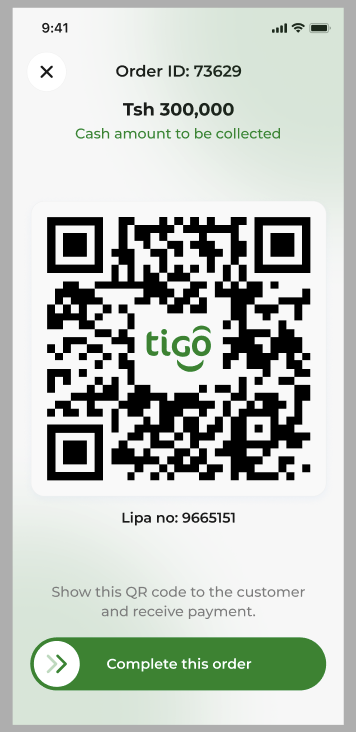 9:41
Order ID: 73629
Tsh 300,000
Cash amount to be collected
tigo
Lipa no: 9665151
Show this QR code to the customer
and receive payment.
Complete this order